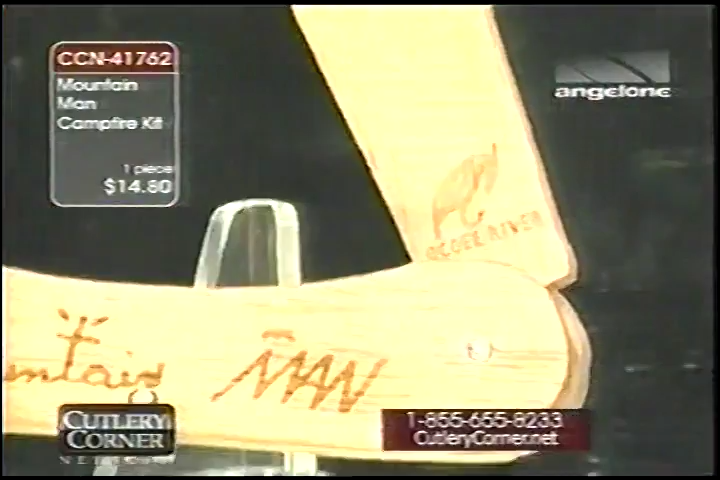 CCN-41762
Mountain
Man
Campfire Kit
1 piece
$14.80
angelone
OCOEE RIVER
MAN
CUTLERY
CORNER
NETWORK
1-855-655-8233
CutleryCorner.net